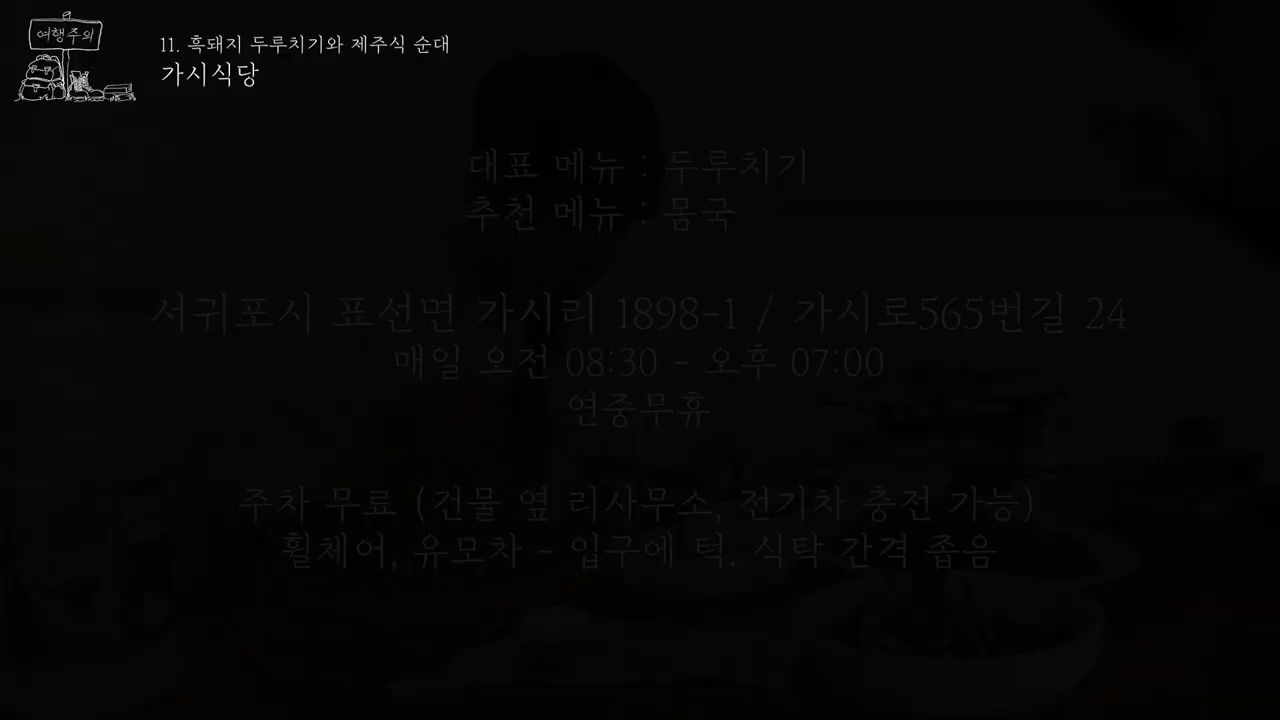 여행주의
11. 흑돼지 두루치기와 제주식 순대
가시식당
대표 메뉴 : 두루치기
추천 메뉴 : 몸국
서귀포시 표선면 가시리 1898-1 / 가시로565번길 24
매일 오전 08:30 - 오후 07:00
연중무휴
주차 무료 (건물 옆 리사무소, 전기차 충전 가능)
휠체어, 유모차 - 입구에 턱, 식탁 간격 좁음